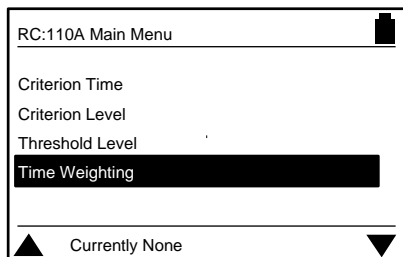 RC:110A Main Menu
Criterion Time
Criterion Level
Threshold Level
Time Weighting
Currently None